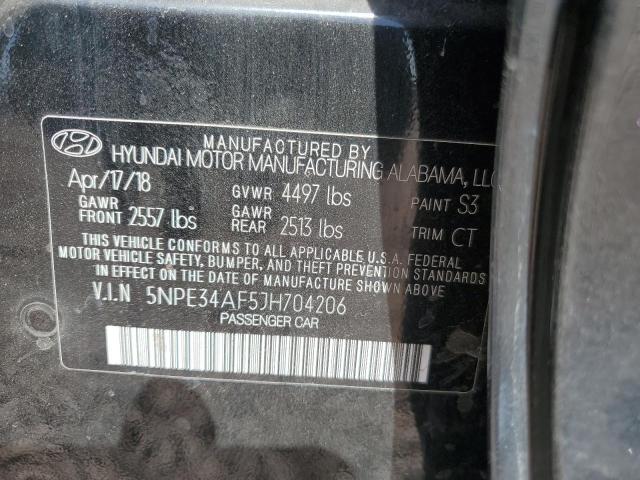 MANUFACTURED BY
HYUNDAI MOTOR MANUFACTURING ALABAMA, LLC
Apr/17/18 GVWR 4497 lbs PAINT S3
GAWR FRONT 2557 lbs GAWR REAR 2513 lbs TRIM CT
THIS VEHICLE CONFORMS TO ALL APPLICABLE U.S.A. FEDERAL
MOTOR VEHICLE SAFETY, BUMPER, AND THEFT PREVENTION STANDARDS
IN EFFECT ON THE DATE OF MANUFACTURE SHOWN ABOVE.
V.I.N 5NPE34AF5JH704206
PASSENGER CAR